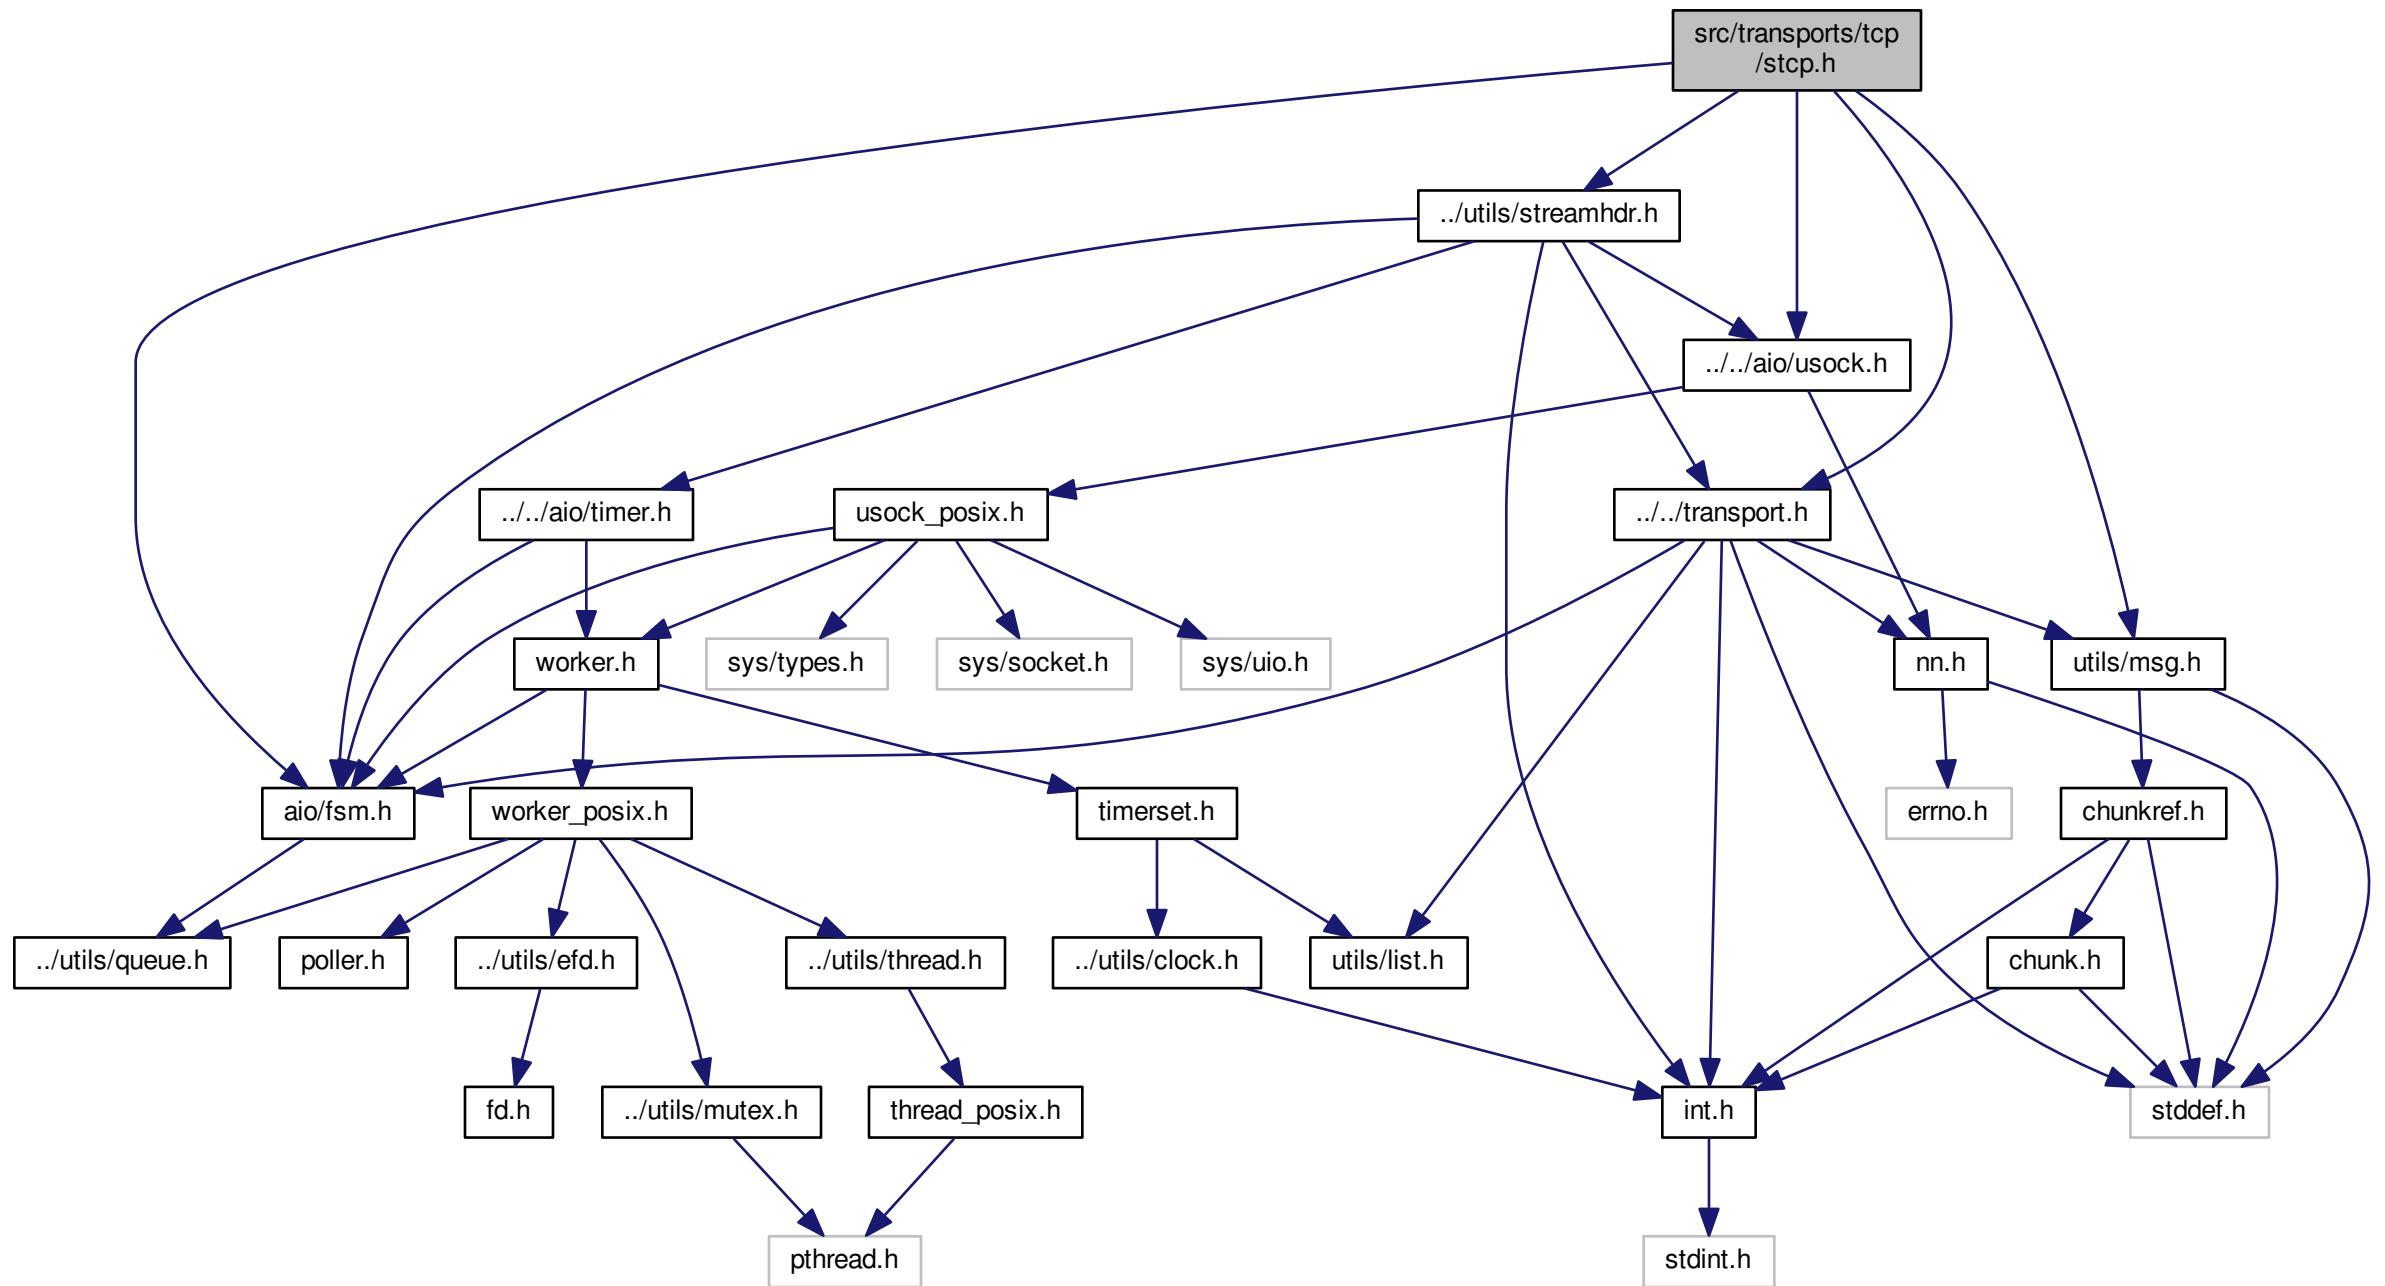 src/transports/tcp
/stcp.h
../utils/streamhdr.h
../../aio/usock.h
../../aio/timer.h
usock_posix.h
../../transport.h
worker.h
sys/types.h
sys/socket.h
sys/uio.h
nn.h
utils/msg.h
aio/fsm.h
worker_posix.h
timerset.h
errno.h
chunkref.h
../utils/queue.h
poller.h
../utils/efd.h
../utils/thread.h
../utils/clock.h
utils/list.h
chunk.h
fd.h
../utils/mutex.h
thread_posix.h
int.h
stddef.h
pthread.h
stdint.h